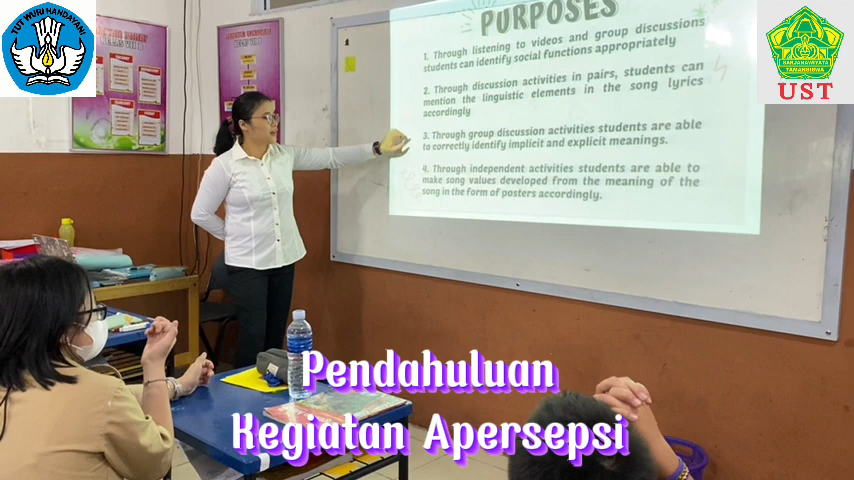 TUT WURI HANDAYANI
SARJANAWIYATA
TAMANSISWA
UST
PURPOSES
1. Through listening to videos and group discussions
students can identify social functions appropriately
2. Through discussion activities in pairs, students can
mention the linguistic elements in the song lyrics
accordingly
3. Through group discussion activities students are able
to correctly identify implicit and explicit meanings.
4. Through independent activities students are able to
make song values developed from the meaning of the
song in the form of posters accordingly.
Pendahuluan
Kegiatan Apersepsi